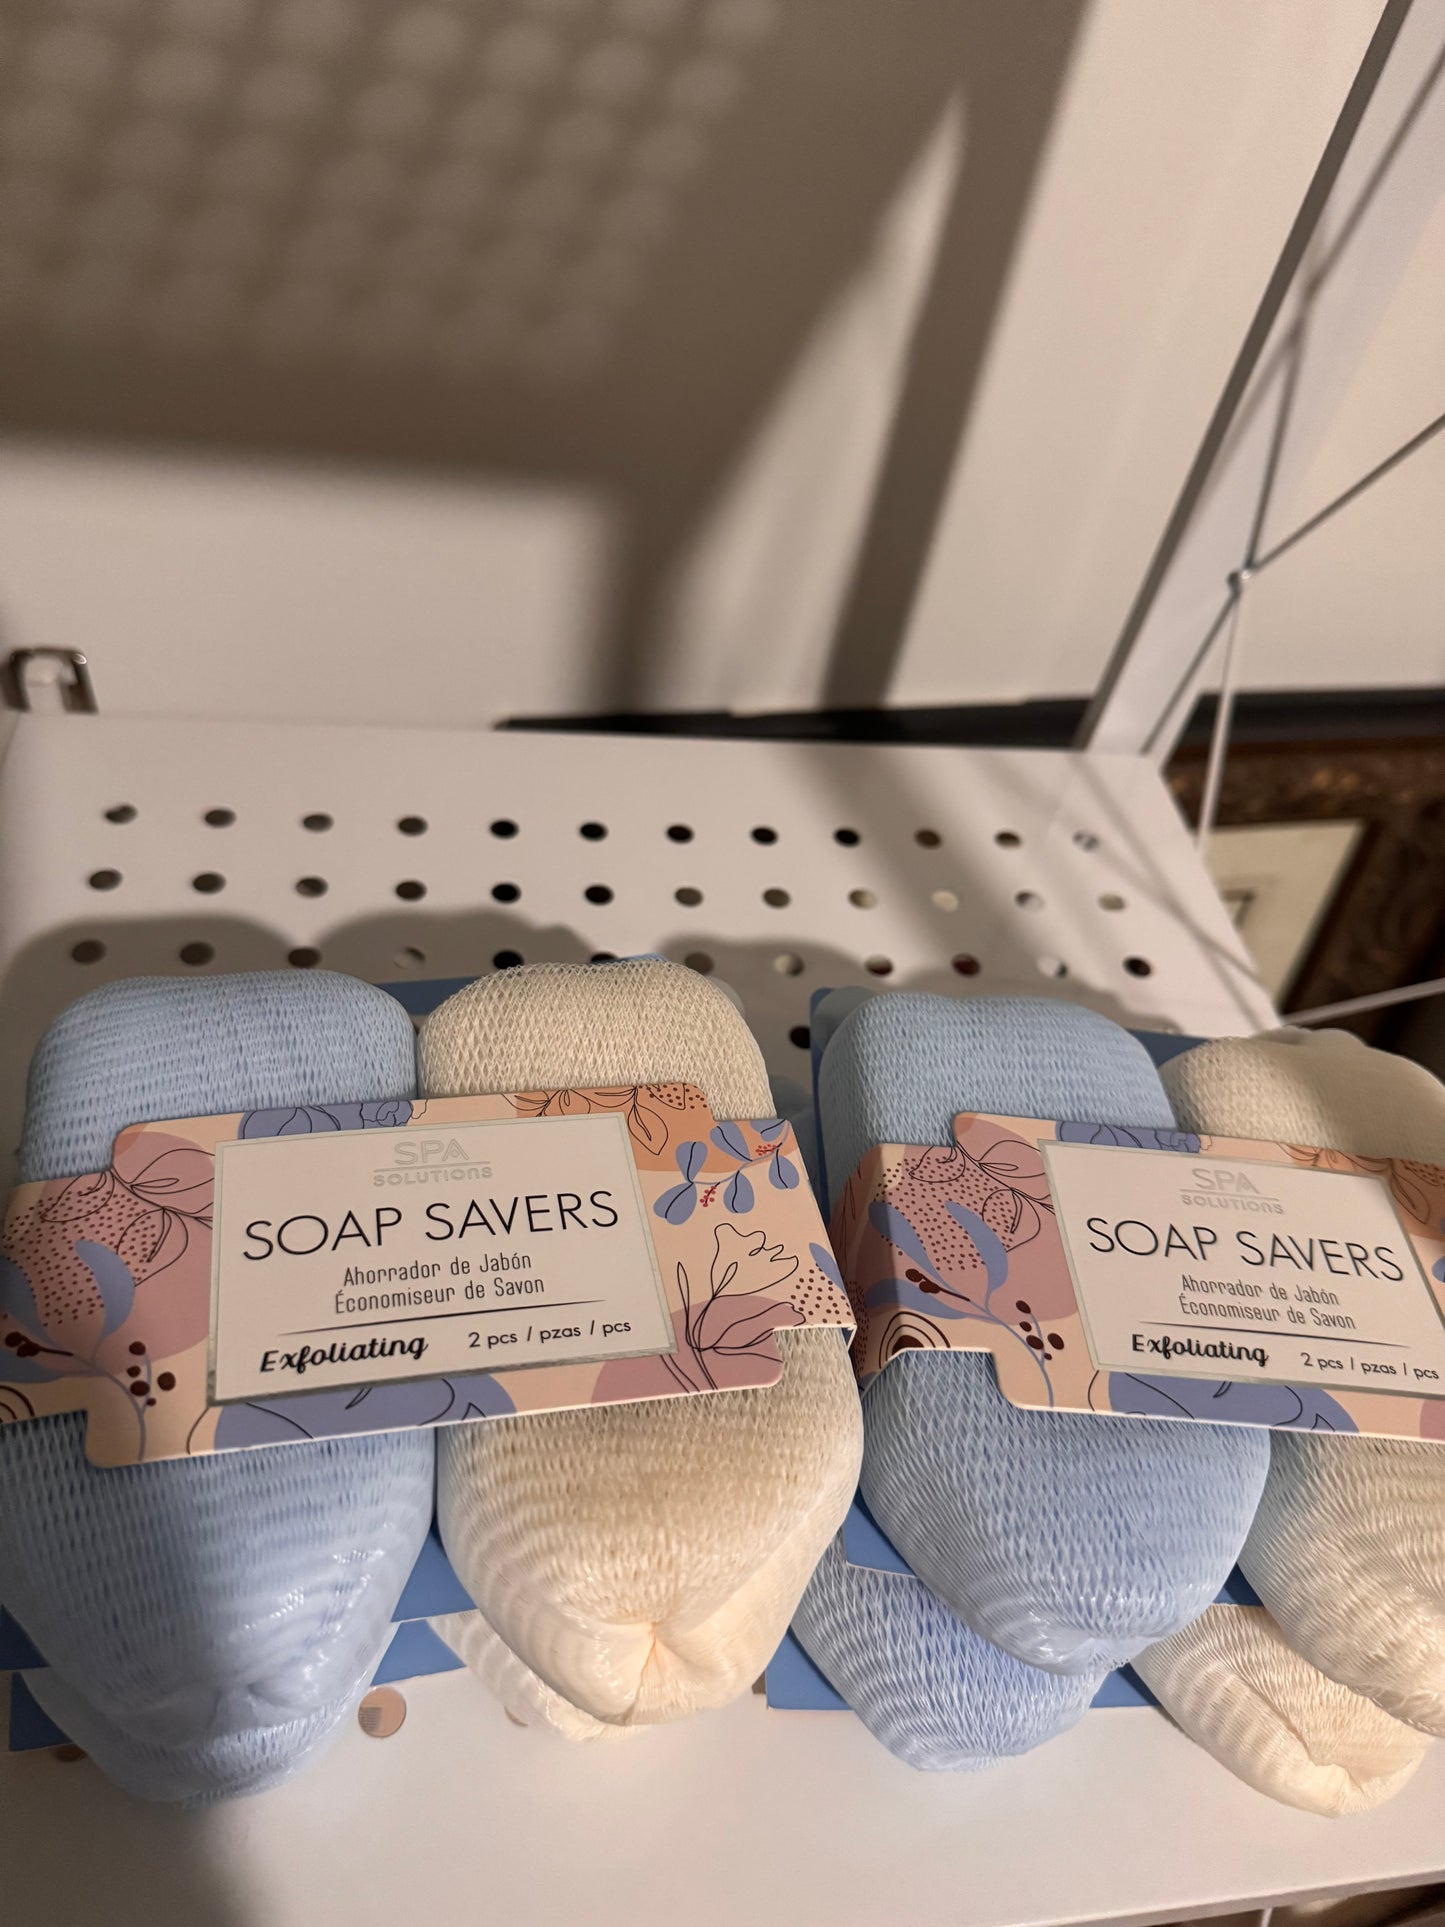 SPA
SOLUTIONS
SOAP SAVERS
Ahorrador de Jabón
Économiseur de Savon
Exfoliating 2 pcs / pzas / pcs
SPA
SOLUTIONS
SOAP SAVERS
Ahorrador de Jabón
Économiseur de Savon
Exfoliating 2 pcs / pzas / pcs